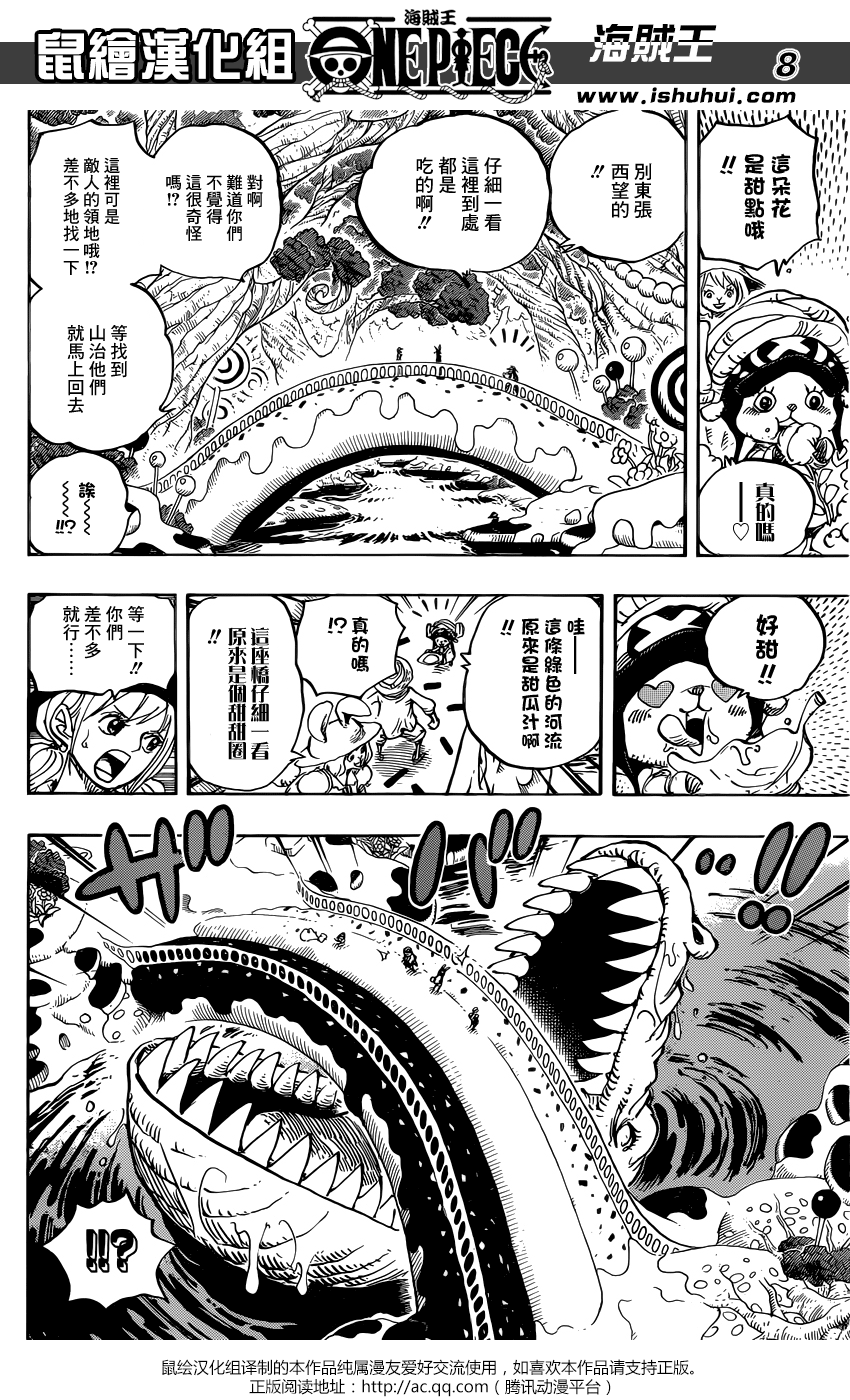 鼠繪漢化組
海賊王
ONE PIECE
海賊王
8
www.ishuhui.com
這朵花
是甜點哦
!!
真的嗎
——♡
別東張
西望的
仔細一看
這裡到處
都是
吃的啊
!!
對啊
難道你們
不覺得
這很奇怪
嗎!?
這裡可是
敵人的領地哦!?
差不多地找一下
等找到
山治他們
就馬上回去
誒~~~~
~~~~!!?
好甜
!!
哇——
這條綠色的河流
原來是甜瓜汁啊
真的嗎
!?
這座橋仔細一看
原來是個甜甜圈
!!
等一下!!
你們
差不多
就行……
ザバ
バ
!!
!!?
鼠绘汉化组译制的本作品纯属漫友爱好交流使用，如喜欢本作品请支持正版。
正版阅读地址：http://ac.qq.com（腾讯动漫平台）